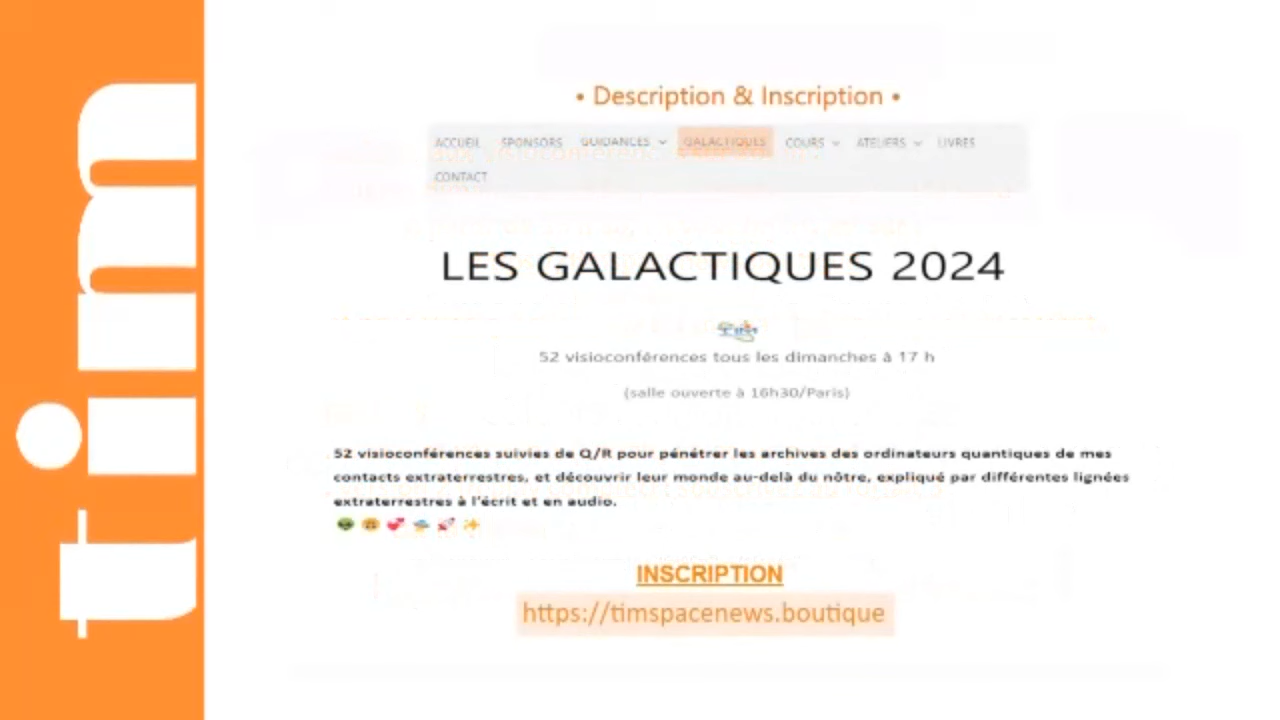 tim
• Description & Inscription •
ACCUEIL SPONSORS GUIDANCES GALACTIQUES COURS ATELIERS LIVRES
CONTACT
LES GALACTIQUES 2024
52 visioconférences tous les dimanches à 17 h
(salle ouverte à 16h30/Paris)
52 visioconférences suivies de Q/R pour pénétrer les archives des ordinateurs quantiques de mes
contacts extraterrestres, et découvrir leur monde au-delà du nôtre, expliqué par différentes lignées
extraterrestres à l'écrit et en audio.
👽 🤗 💞 🛸 🚀 ✨
INSCRIPTION
https://timspacenews.boutique